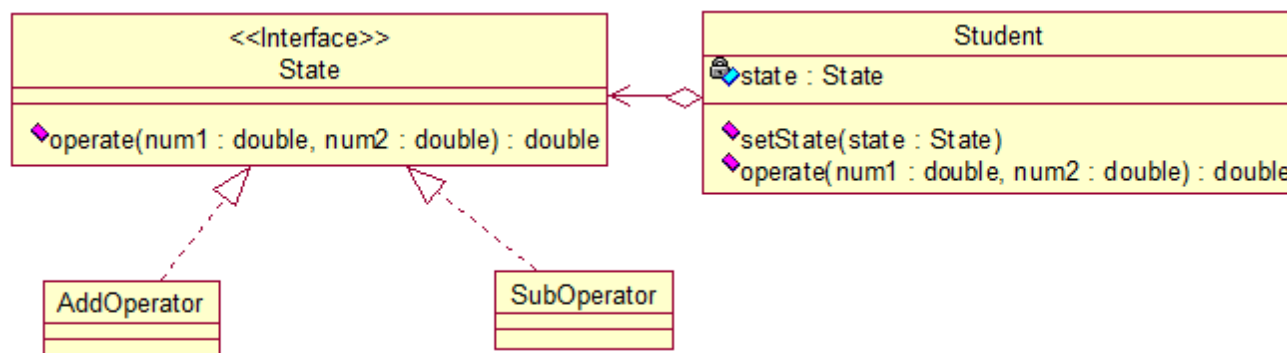 <<Interface>>
State
operate(num1 : double, num2 : double) : double
Student
state : State
setState(state : State)
operate(num1 : double, num2 : double) : double
AddOperator
SubOperator